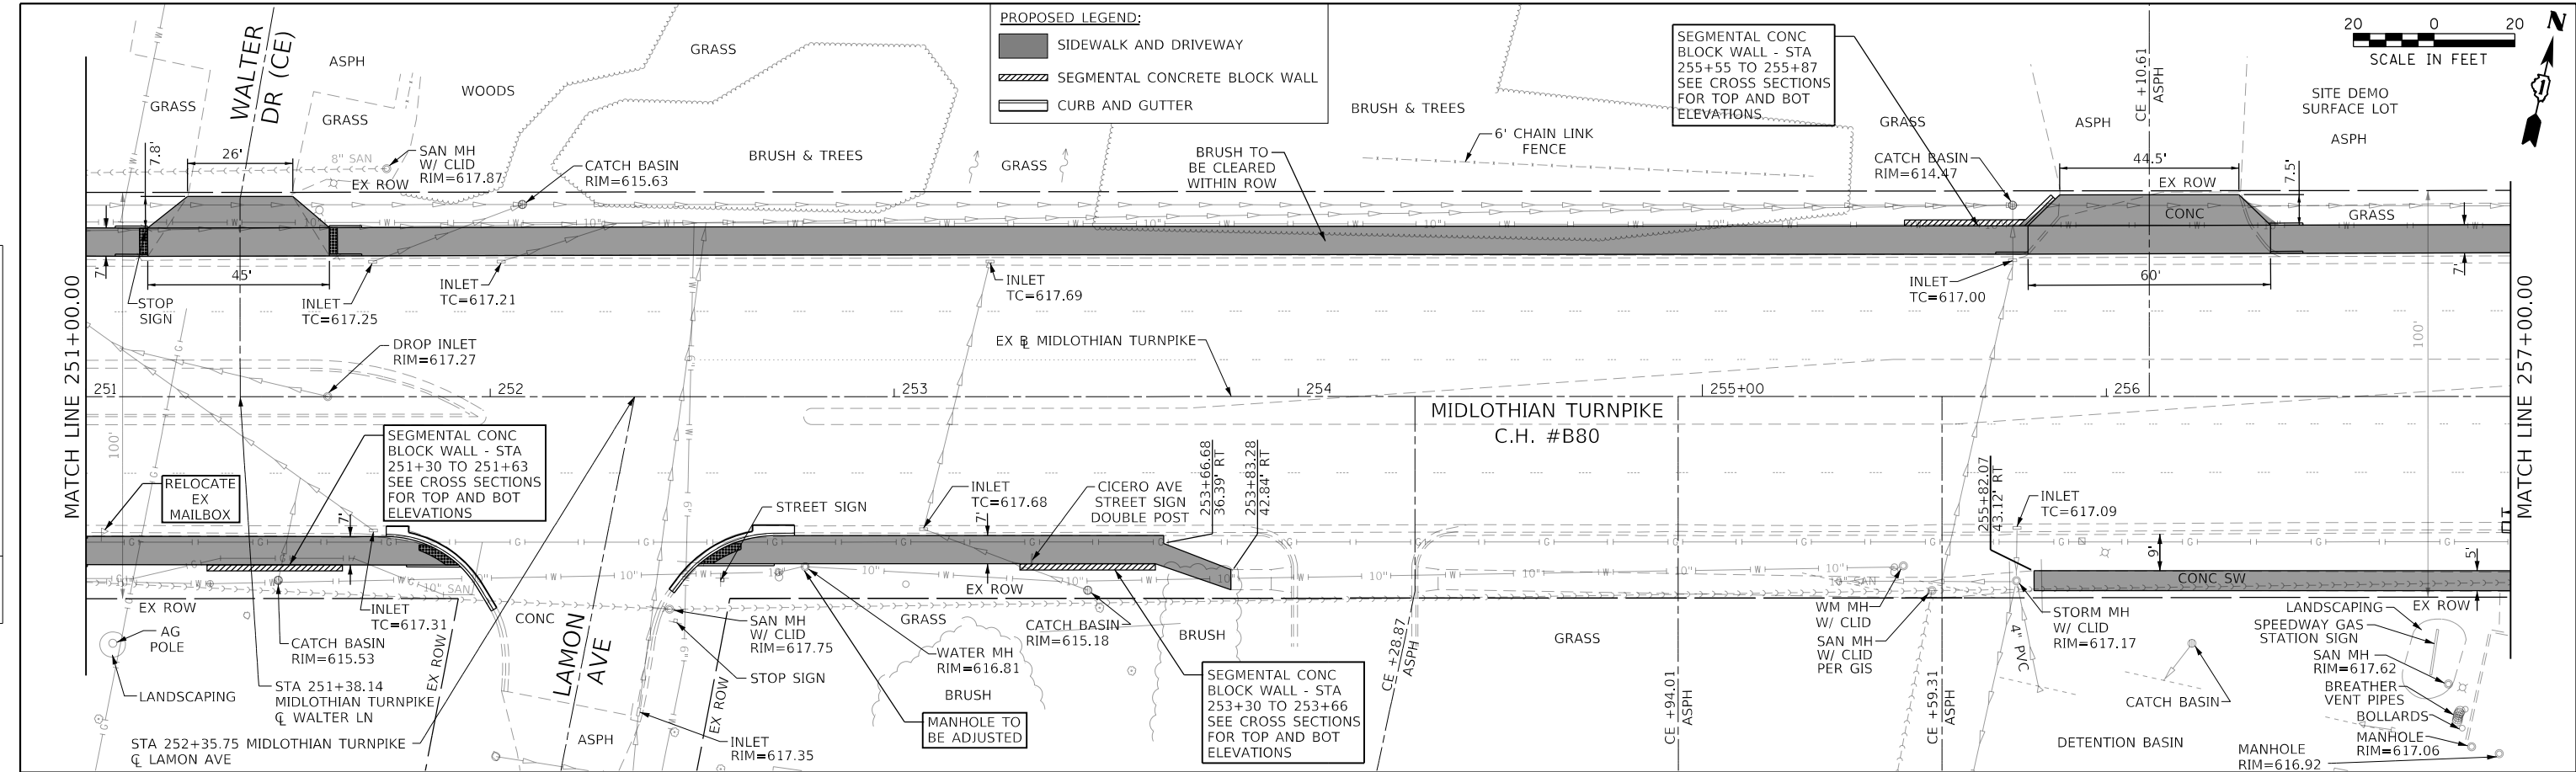 PROPOSED LEGEND:
SIDEWALK AND DRIVEWAY
SEGMENTAL CONCRETE BLOCK WALL
CURB AND GUTTER
20 0 20
SCALE IN FEET
N
1
MATCH LINE 251+00.00
MATCH LINE 257+00.00
WALTER
DR (CE)
ASPH
GRASS
GRASS
WOODS
GRASS
BRUSH & TREES
GRASS
BRUSH & TREES
GRASS
ASPH
CE +10.61
ASPH
SITE DEMO
SURFACE LOT
ASPH
SEGMENTAL CONC
BLOCK WALL - STA
255+55 TO 255+87
SEE CROSS SECTIONS
FOR TOP AND BOT
ELEVATIONS
7.8'
26'
8" SAN
SAN MH
W/ CLID
RIM=617.87
EX ROW
CATCH BASIN
RIM=615.63
BRUSH TO
BE CLEARED
WITHIN ROW
6' CHAIN LINK
FENCE
CATCH BASIN
RIM=614.47
44.5'
EX ROW
7.5'
CONC
GRASS
7'
45'
STOP
SIGN
INLET
TC=617.25
INLET
TC=617.21
INLET
TC=617.69
INLET
TC=617.00
60'
7'
DROP INLET
RIM=617.27
EX B MIDLOTHIAN TURNPIKE
100'
100'
251
252
253
254
255+00
256
MIDLOTHIAN TURNPIKE
C.H. #B80
SEGMENTAL CONC
BLOCK WALL - STA
251+30 TO 251+63
SEE CROSS SECTIONS
FOR TOP AND BOT
ELEVATIONS
RELOCATE
EX
MAILBOX
7'
STREET SIGN
INLET
TC=617.68
7'
CICERO AVE
STREET SIGN
DOUBLE POST
253+66.68
36.39' RT
253+83.28
42.84' RT
255+82.07
43.12' RT
INLET
TC=617.09
9'
5'
CONC SW
10" SAN
10" SAN
EX ROW
AG
POLE
LANDSCAPING
CATCH BASIN
RIM=615.53
INLET
TC=617.31
STA 251+38.14
MIDLOTHIAN TURNPIKE
CL WALTER LN
STA 252+35.75 MIDLOTHIAN TURNPIKE
CL LAMON AVE
EX ROW
CONC
LAMON
AVE
ASPH
SAN MH
W/ CLID
RIM=617.75
STOP SIGN
EX ROW
INLET
RIM=617.35
GRASS
WATER MH
RIM=616.81
BRUSH
MANHOLE TO
BE ADJUSTED
EX ROW
CATCH BASIN
RIM=615.18
BRUSH
SEGMENTAL CONC
BLOCK WALL - STA
253+30 TO 253+66
SEE CROSS SECTIONS
FOR TOP AND BOT
ELEVATIONS
CE +28.87
ASPH
GRASS
CE +94.01
ASPH
WM MH
W/ CLID
SAN MH
W/ CLID
PER GIS
CE +59.31
ASPH
4" PVC
STORM MH
W/ CLID
RIM=617.17
CATCH BASIN
DETENTION BASIN
LANDSCAPING
EX ROW
SPEEDWAY GAS
STATION SIGN
SAN MH
RIM=617.62
BREATHER
VENT PIPES
BOLLARDS
MANHOLE
RIM=617.06
MANHOLE
RIM=616.92